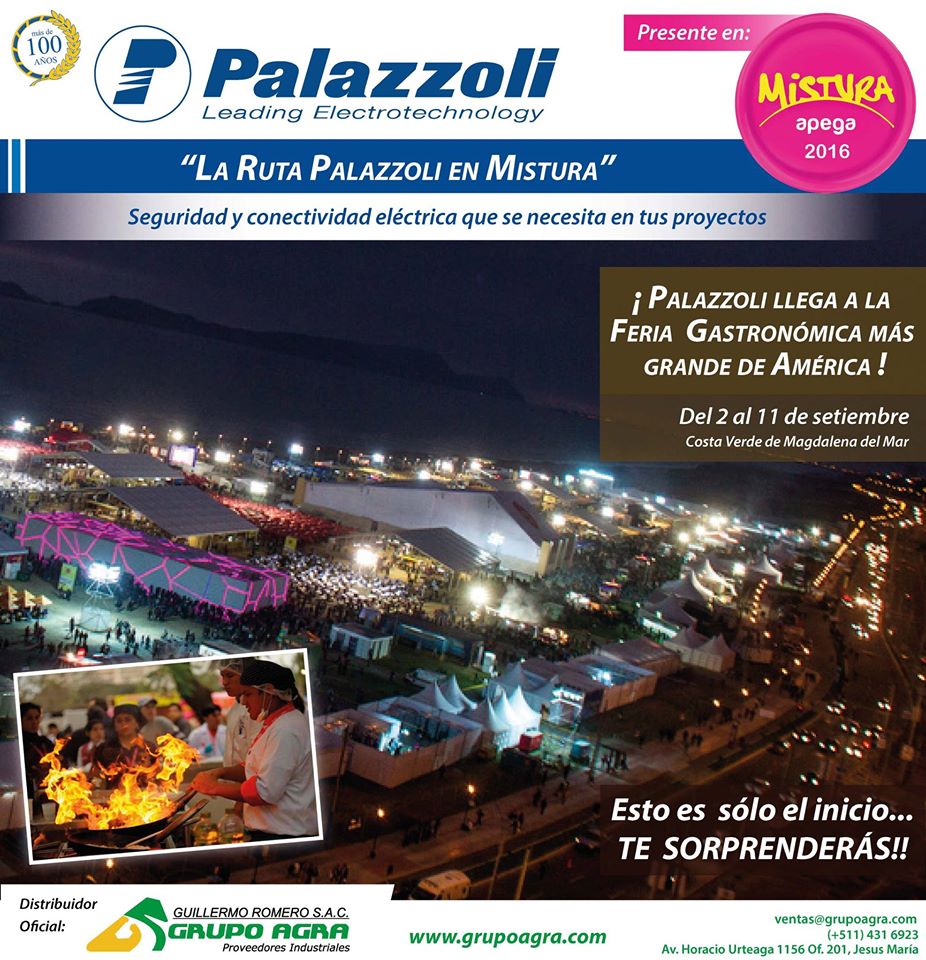 más de
100
AÑOS
Palazzoli
Leading Electrotechnology
Presente en:
MiSTURA
apega
2016
“LA RUTA PALAZZOLI EN MISTURA”
Seguridad y conectividad eléctrica que se necesita en tus proyectos
¡ PALAZZOLI LLEGA A LA
FERIA GASTRONÓMICA MÁS
GRANDE DE AMÉRICA !
Del 2 al 11 de setiembre
Costa Verde de Magdalena del Mar
Esto es sólo el inicio...
TE SORPRENDERÁS!!
Distribuidor
Oficial:
GUILLERMO ROMERO S.A.C.
GRUPO AGRA
Proveedores Industriales
www.grupoagra.com
ventas@grupoagra.com
(+511) 431 6923
Av. Horacio Urteaga 1156 Of. 201, Jesus María